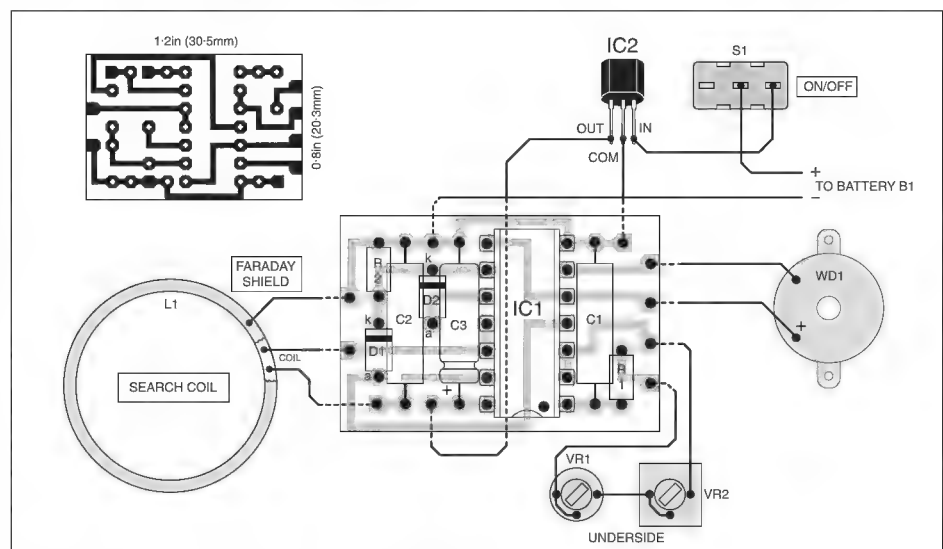 1·2in (30·5mm)
0·8in (20·3mm)
IC2
S1
ON/OFF
OUT
IN
COM
+
TO BATTERY B1
−
FARADAY
SHIELD
L1
COIL
SEARCH COIL
R
2
k
D1
a
C2
k
D2
a
C3
+
IC1
C1
R
1
WD1
+
VR1
VR2
UNDERSIDE